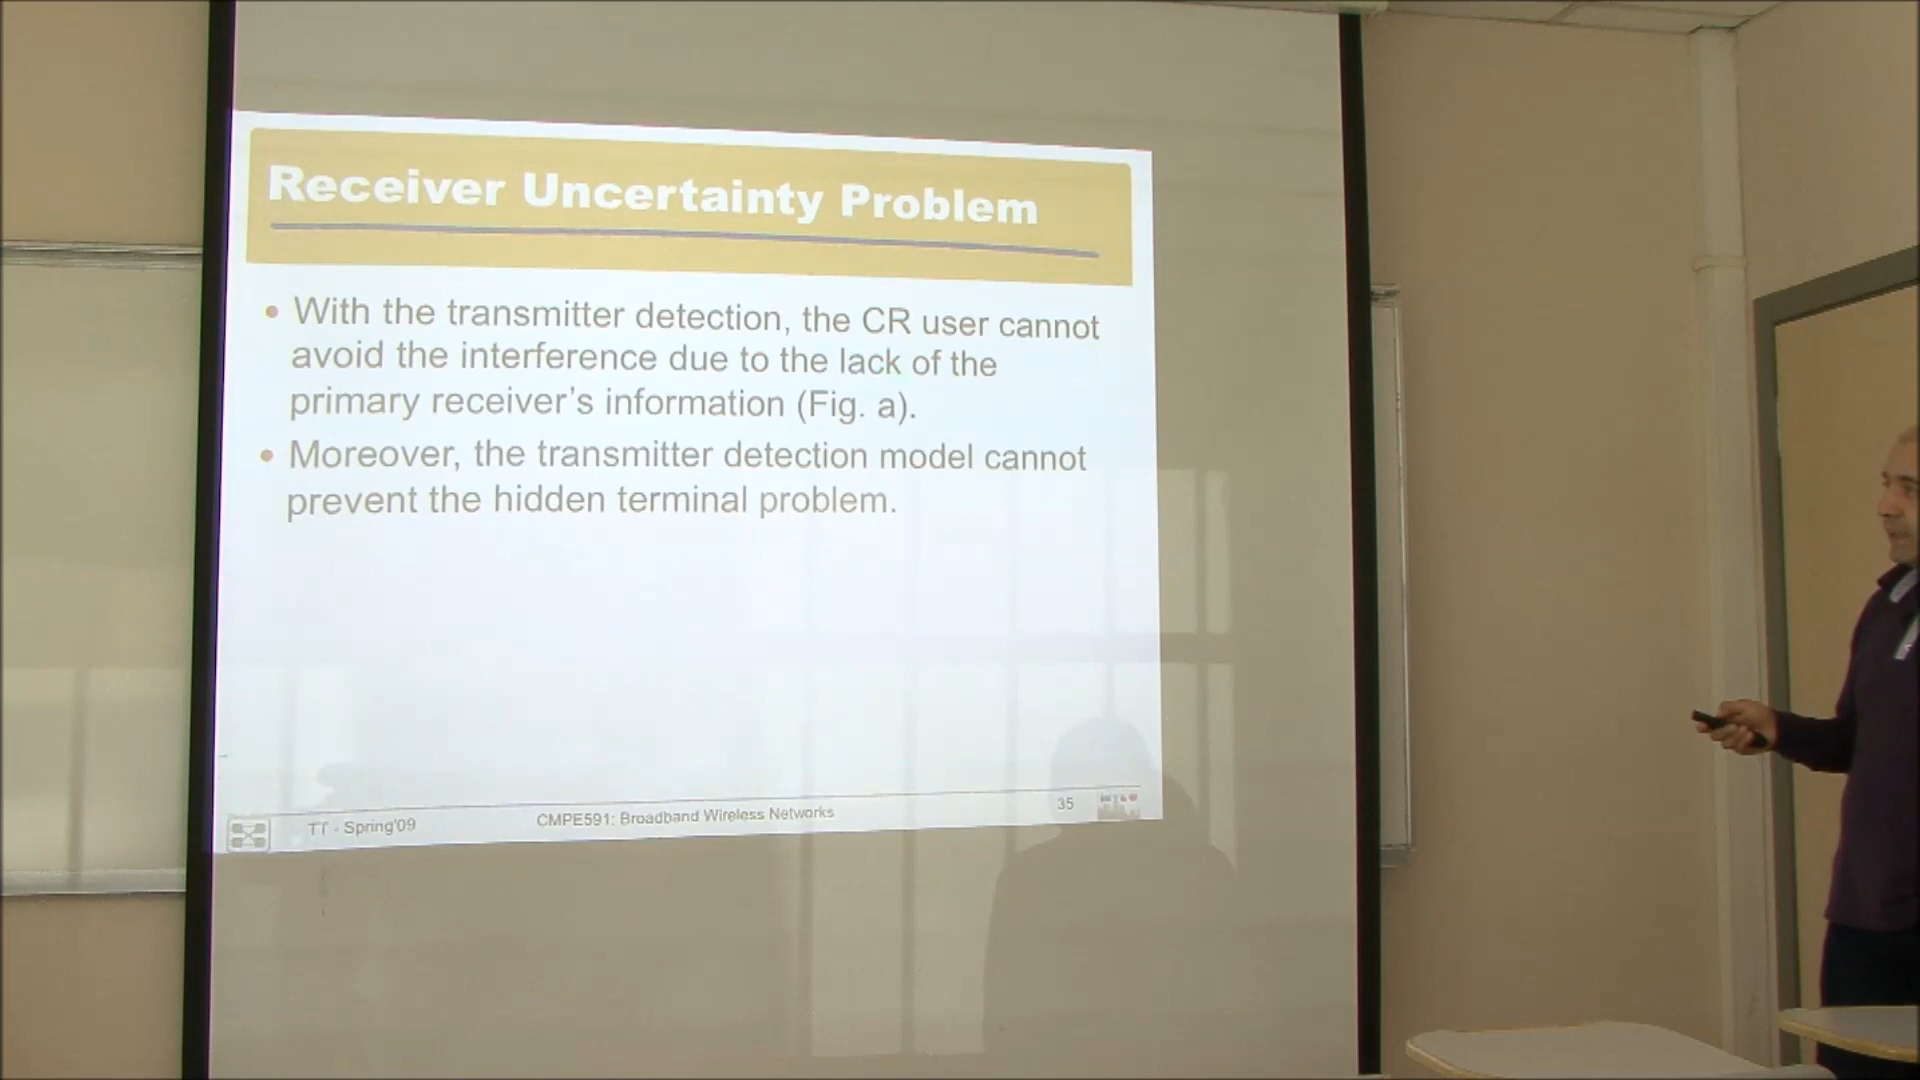 Receiver Uncertainty Problem
• With the transmitter detection, the CR user cannot
avoid the interference due to the lack of the
primary receiver's information (Fig. a).
• Moreover, the transmitter detection model cannot
prevent the hidden terminal problem.
TT - Spring'09
CMPE591: Broadband Wireless Networks
35